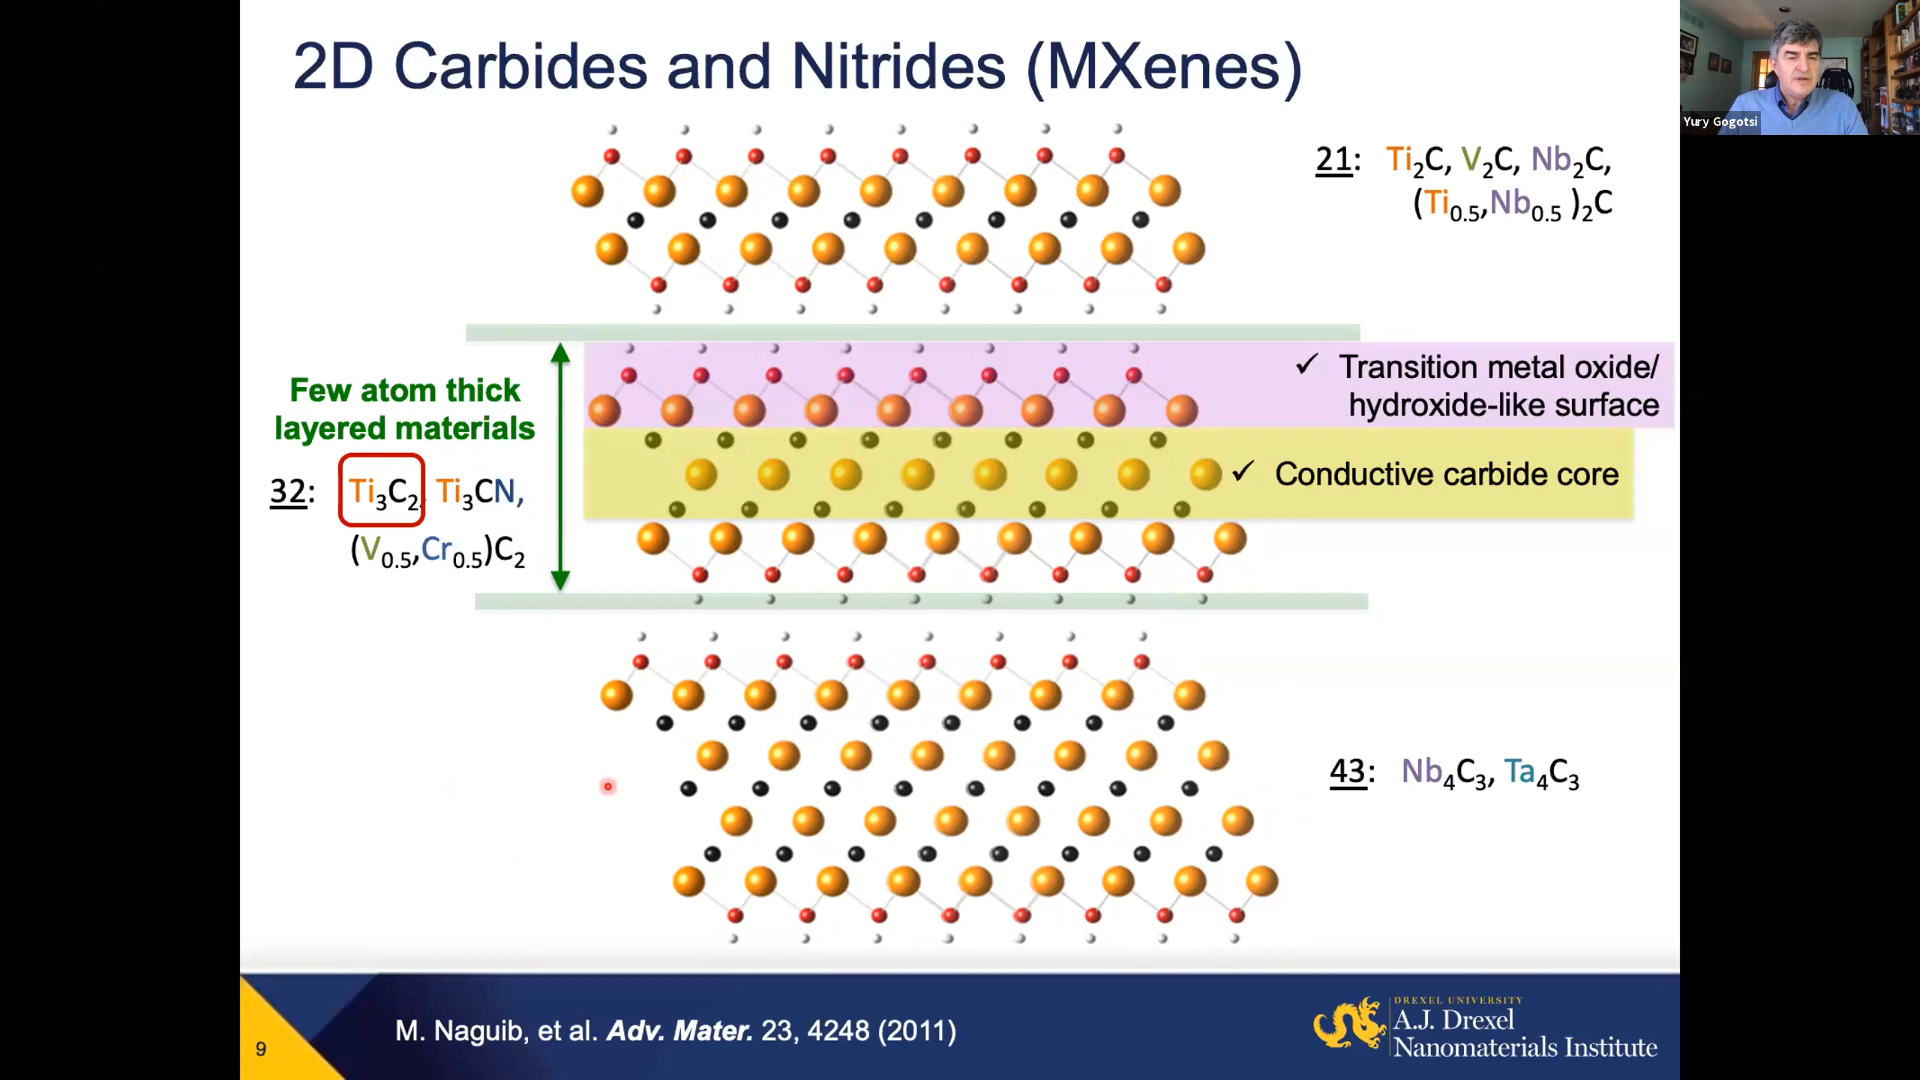 2D Carbides and Nitrides (MXenes)
Yury Gogotsi
21: Ti2C, V2C, Nb2C,
(Ti0.5,Nb0.5 )2C
✓ Transition metal oxide/
hydroxide-like surface
✓ Conductive carbide core
Few atom thick
layered materials
32: Ti3C2, Ti3CN,
(V0.5,Cr0.5)C2
43: Nb4C3, Ta4C3
9
M. Naguib, et al. Adv. Mater. 23, 4248 (2011)
DREXEL UNIVERSITY
A.J. Drexel
Nanomaterials Institute